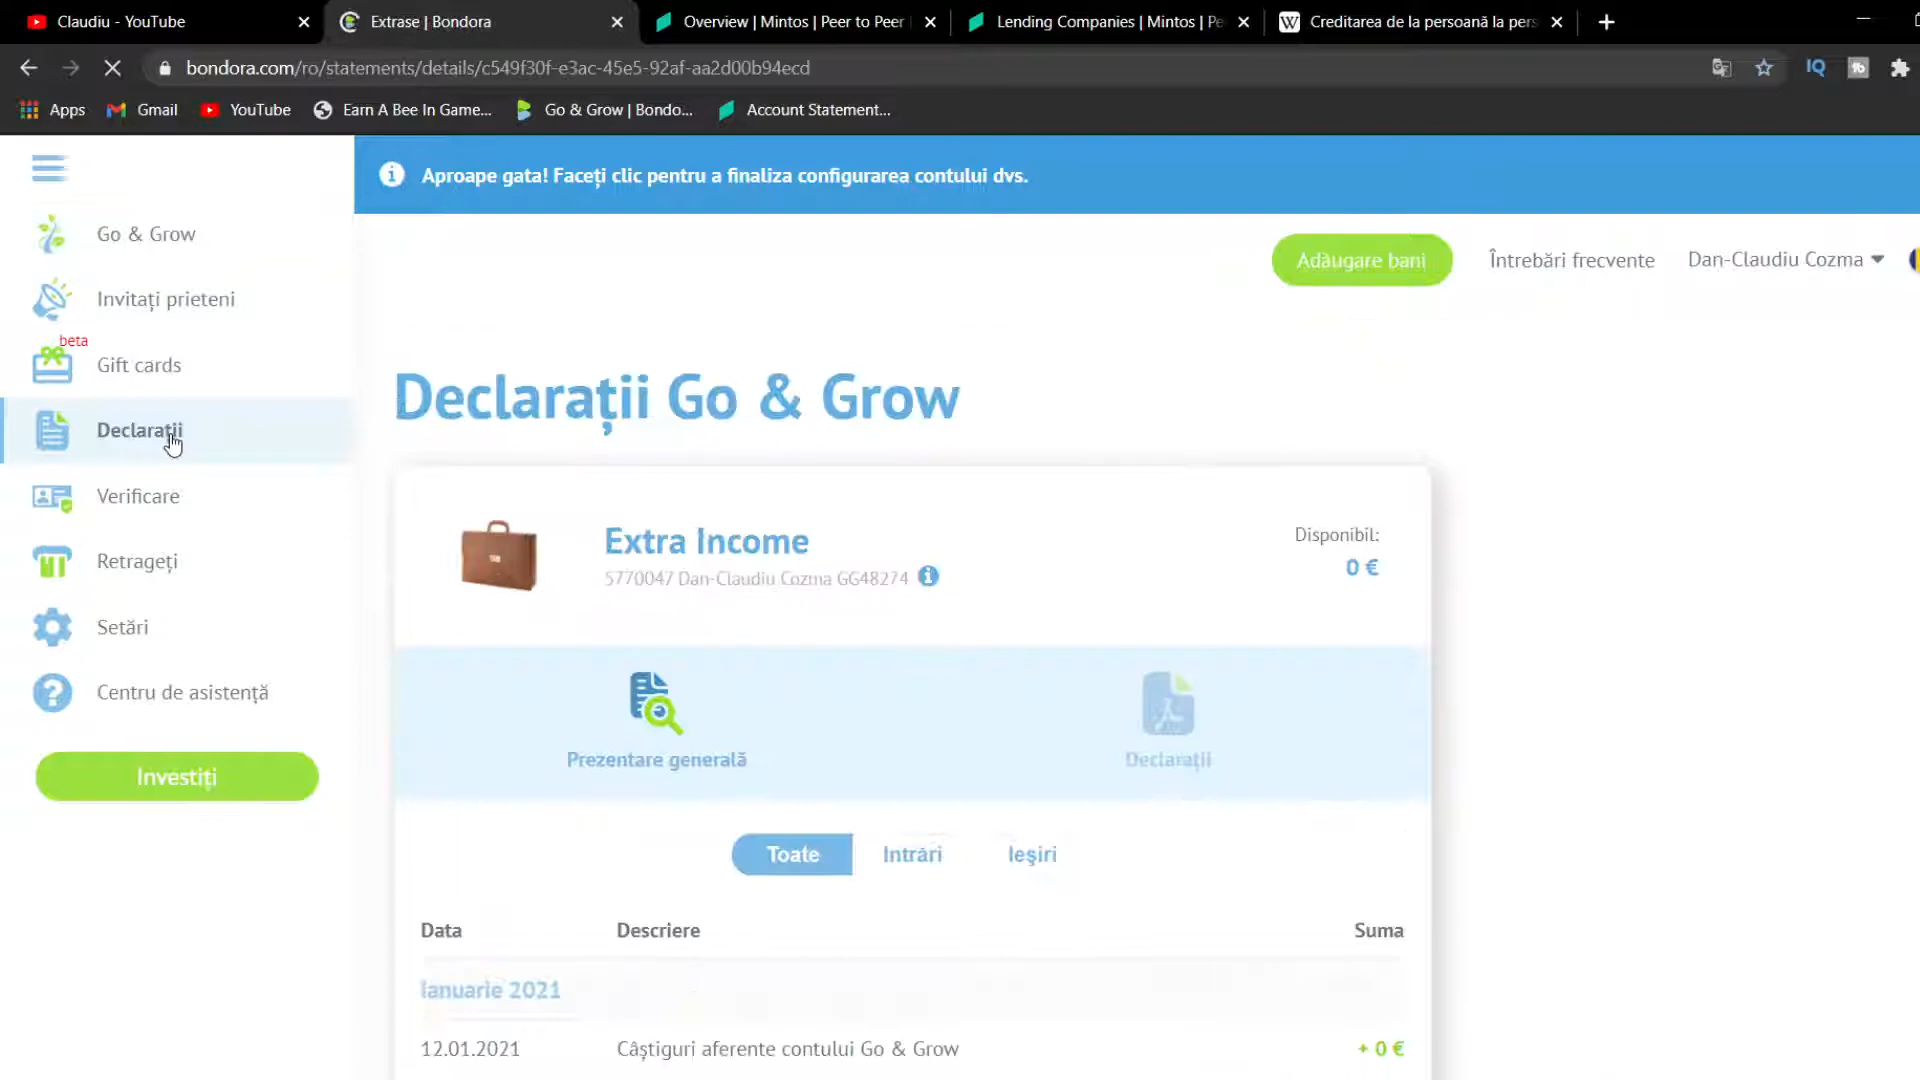 Claudiu - YouTube
Extrase | Bondora
Overview | Mintos | Peer to Peer
Lending Companies | Mintos | Pe
Creditarea de la persoană la pers
bondora.com/ro/statements/details/c549f30f-e3ac-45e5-92af-aa2d00b94ecd
IQ
Apps
Gmail
YouTube
Earn A Bee In Game...
Go & Grow | Bondo...
Account Statement...
Aproape gata! Faceți clic pentru a finaliza configurarea contului dvs.
Go & Grow
Invitați prieteni
beta
Gift cards
Declarații
Verificare
Retrageți
Setări
Centru de asistență
Investiți
Adăugare bani
Întrebări frecvente
Dan-Claudiu Cozma
Declarații Go & Grow
Extra Income
5770047 Dan-Claudiu Cozma GG48274
Disponibil:
0 €
Prezentare generală
Declarații
Toate
Intrări
Ieșiri
Data
Descriere
Suma
Ianuarie 2021
12.01.2021
Câștiguri aferente contului Go & Grow
+ 0 €